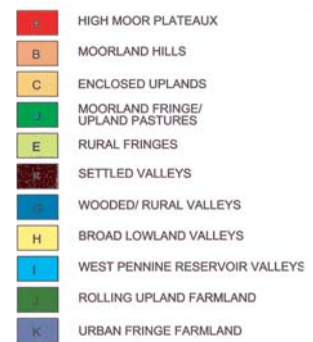 A HIGH MOOR PLATEAUX
B MOORLAND HILLS
C ENCLOSED UPLANDS
MOORLAND FRINGE/
UPLAND PASTURES
E RURAL FRINGES
SETTLED VALLEYS
G WOODED/ RURAL VALLEYS
H BROAD LOWLAND VALLEYS
I WEST PENNINE RESERVOIR VALLEYS
J ROLLING UPLAND FARMLAND
K URBAN FRINGE FARMLAND